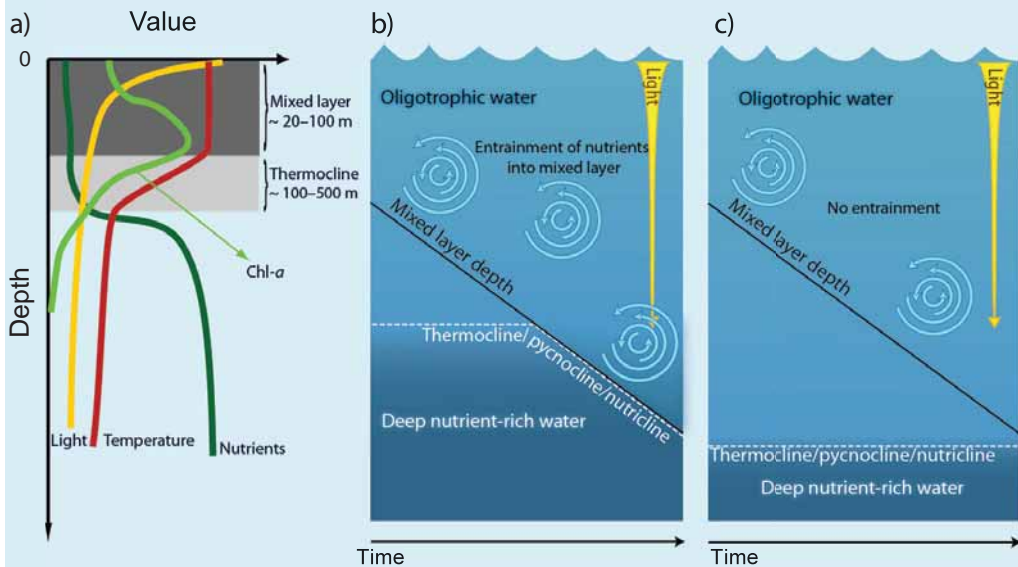 a)
Value
0
Mixed layer
~ 20–100 m
Thermocline
~ 100–500 m
Chl-a
Depth
Light
Temperature
Nutrients
b)
Light
Oligotrophic water
Entrainment of nutrients
into mixed layer
Mixed layer depth
Thermocline/pycnocline/nutricline
Deep nutrient-rich water
Time
c)
Light
Oligotrophic water
No entrainment
Mixed layer depth
Thermocline/pycnocline/nutricline
Deep nutrient-rich water
Time